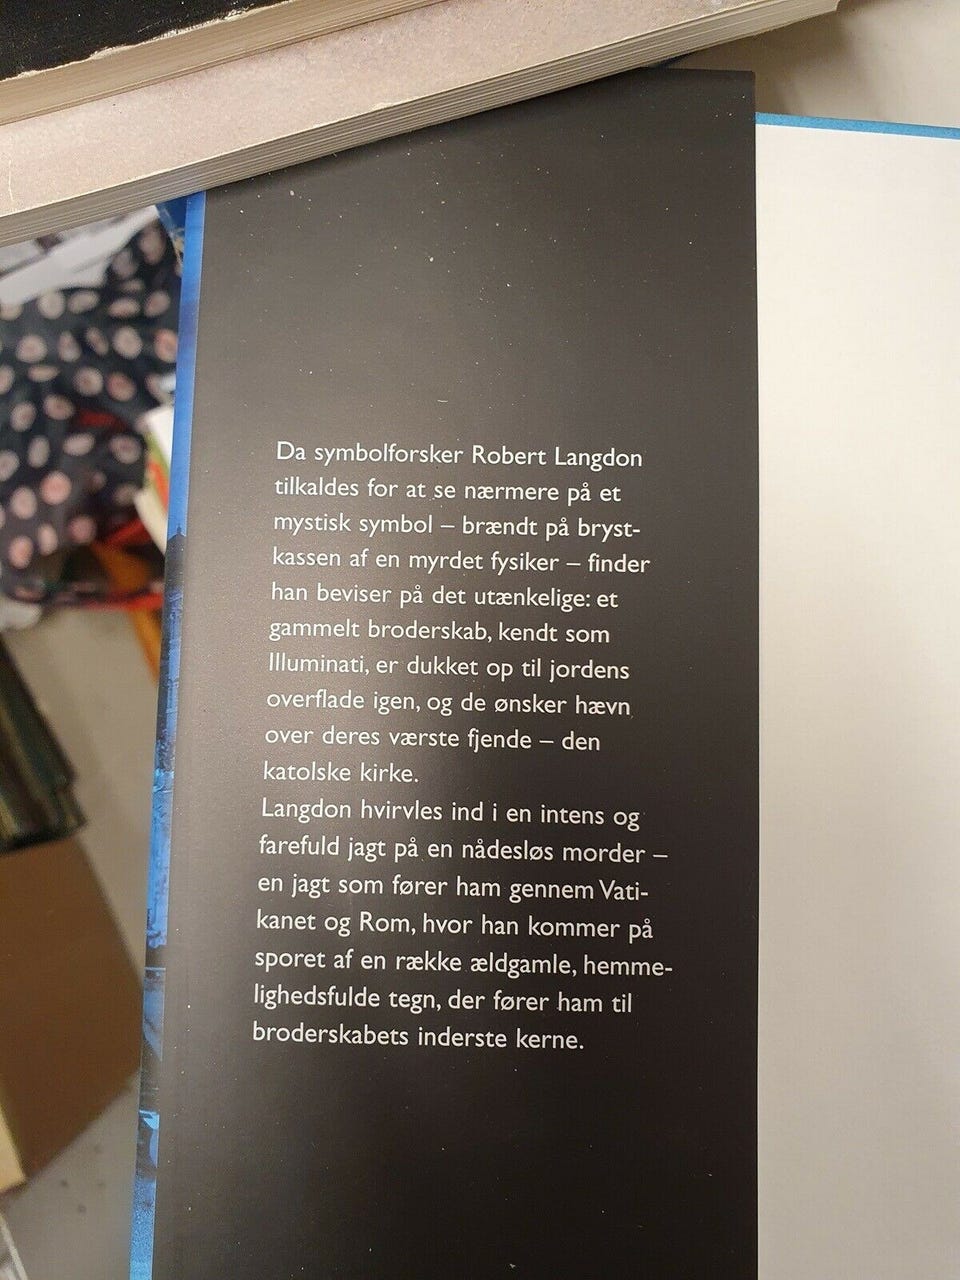 Da symbolforsker Robert Langdon
tilkaldes for at se nærmere på et
mystisk symbol – brændt på bryst-
kassen af en myrdet fysiker – finder
han beviser på det utænkelige: et
gammelt broderskab, kendt som
Illuminati, er dukket op til jordens
overflade igen, og de ønsker hævn
over deres værste fjende – den
katolske kirke.
Langdon hvirvles ind i en intens og
farefuld jagt på en nådesløs morder –
en jagt som fører ham gennem Vati-
kanet og Rom, hvor han kommer på
sporet af en række ældgamle, hemme-
lighedsfulde tegn, der fører ham til
broderskabets inderste kerne.